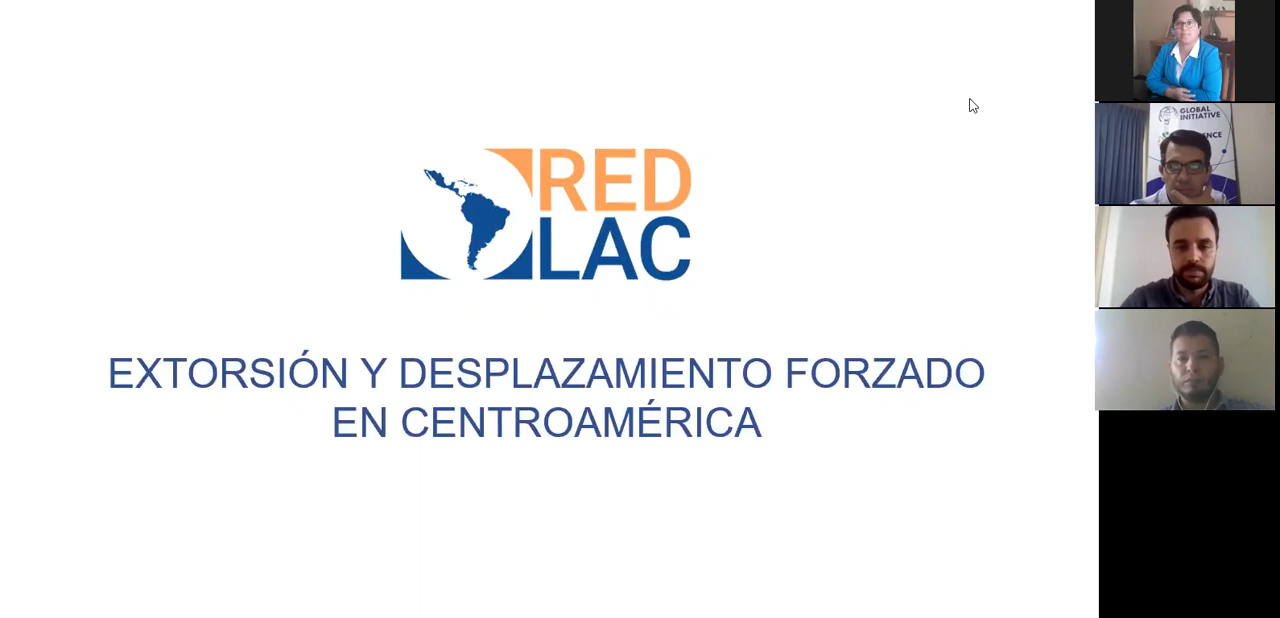 RED
LAC
EXTORSIÓN Y DESPLAZAMIENTO FORZADO
EN CENTROAMÉRICA
GLOBAL
INITIATIVE